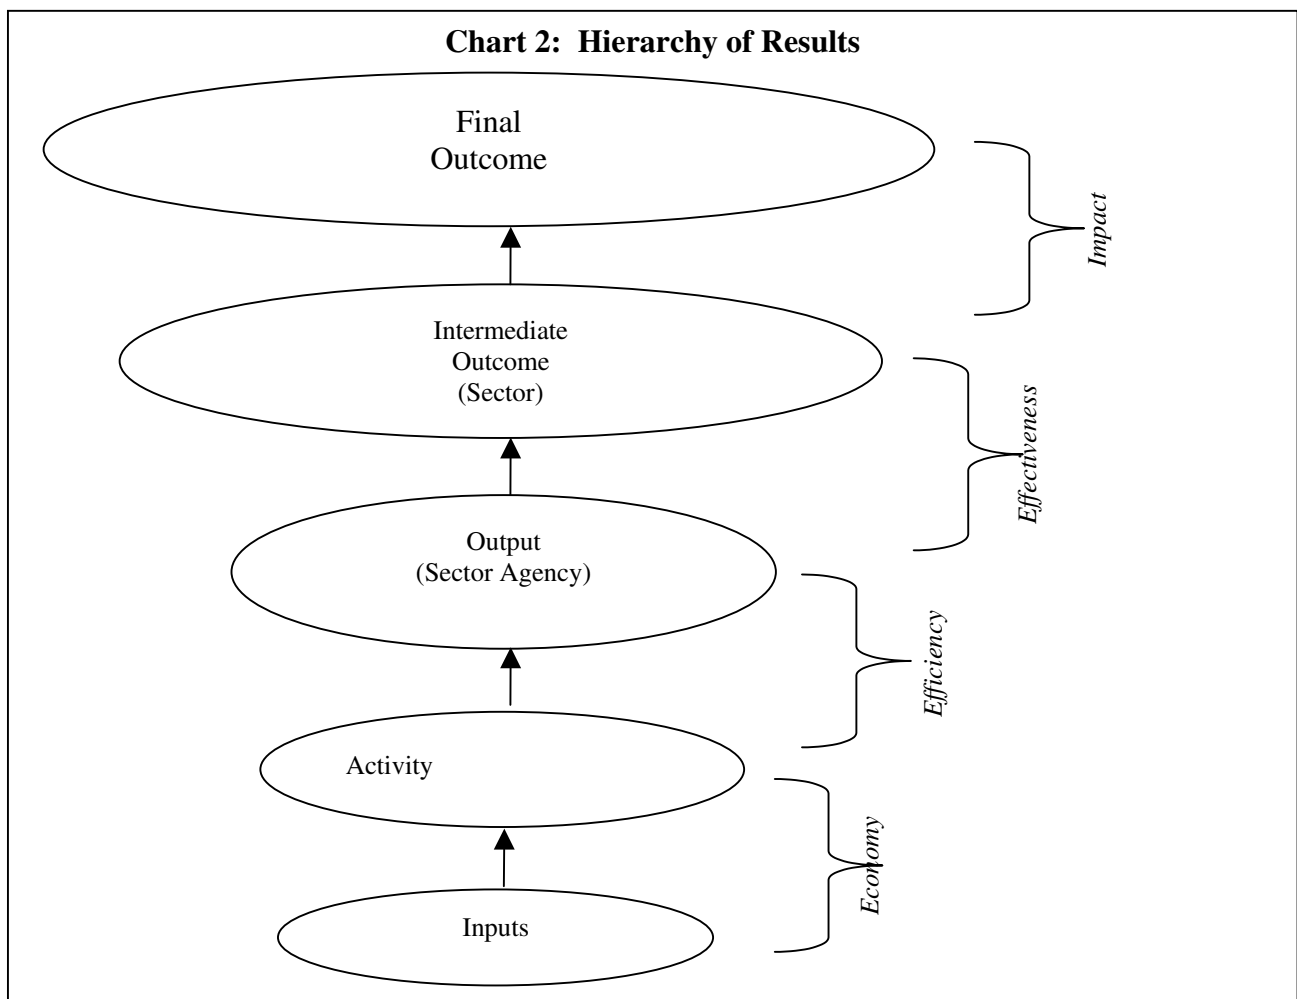 Chart 2: Hierarchy of Results
Final
Outcome
Impact
Intermediate
Outcome
(Sector)
Effectiveness
Output
(Sector Agency)
Efficiency
Activity
Economy
Inputs